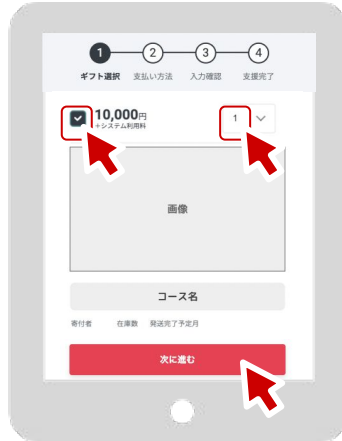 1 2 3 4
ギフト選択 支払い方法 入力確認 支援完了
10,000円 1
+システム利用料
画像
コース名
寄付者 在庫数 発送完了予定月
次に進む